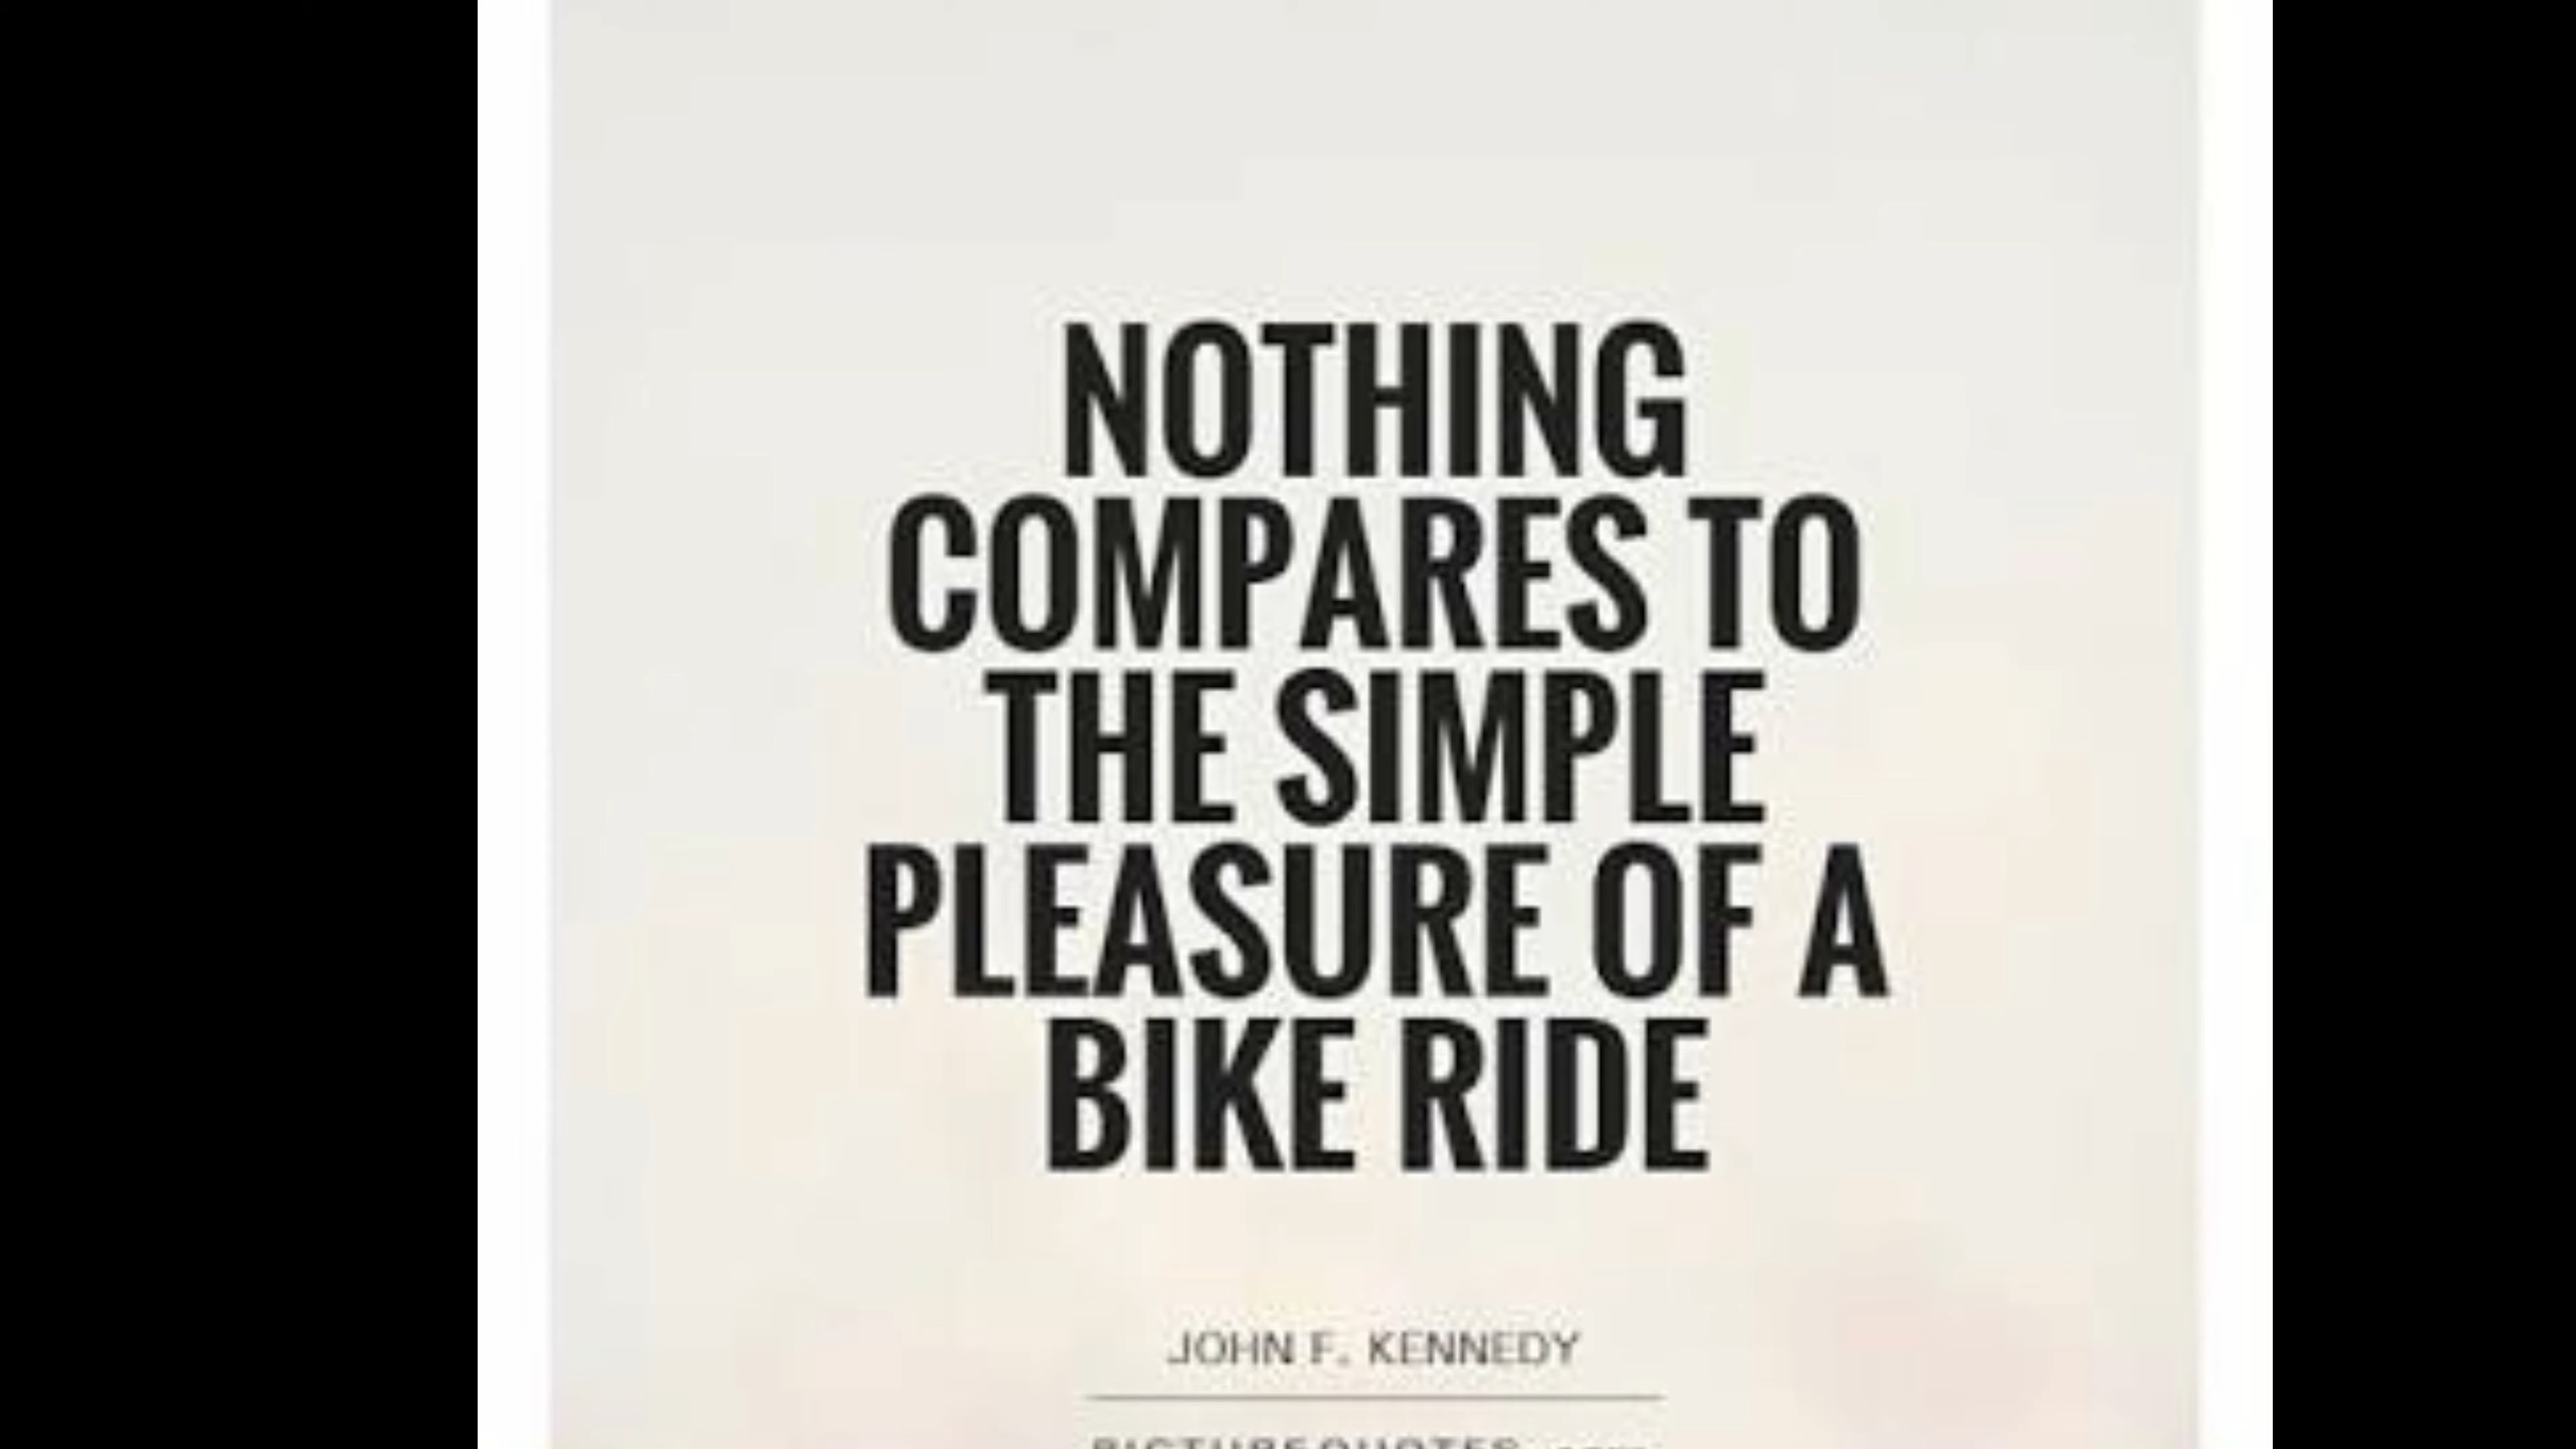 NOTHING
COMPARES TO
THE SIMPLE
PLEASURE OF A
BIKE RIDE
JOHN F. KENNEDY